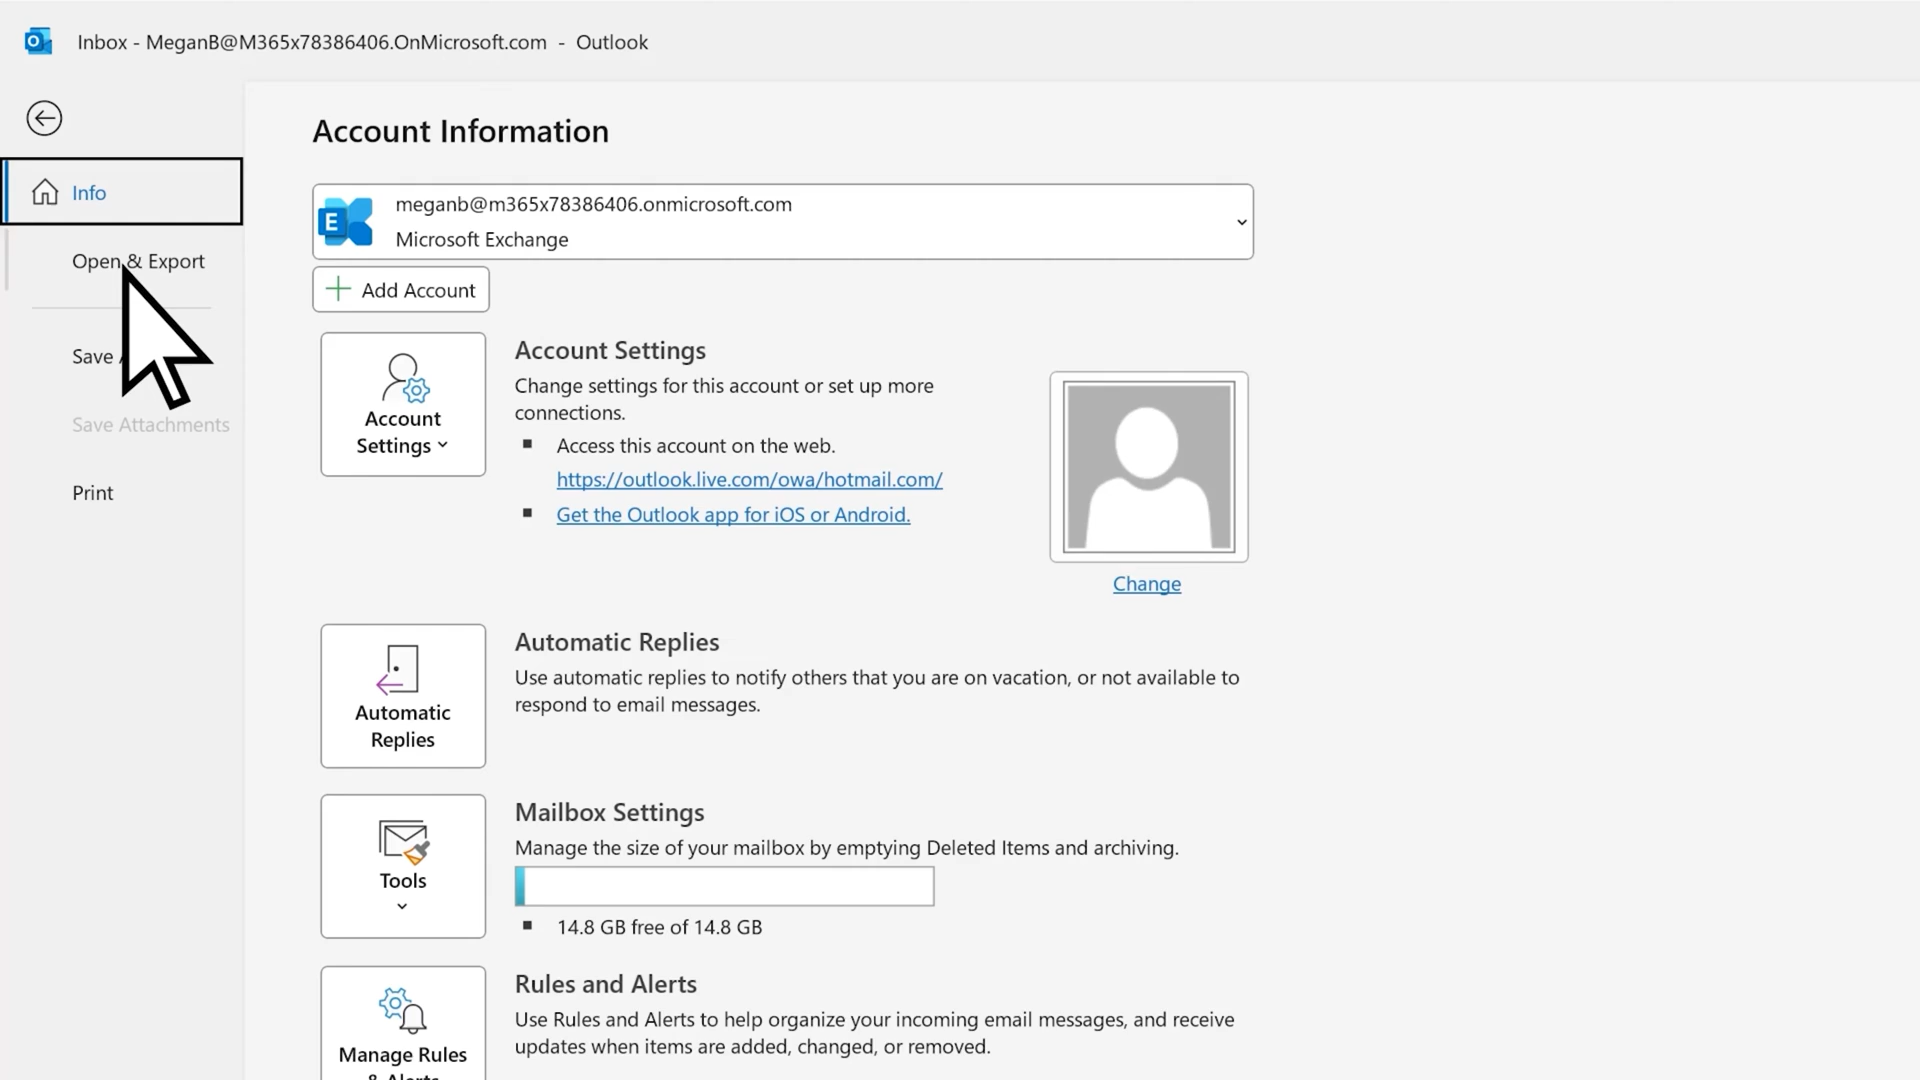 Inbox - MeganB@M365x78386406.OnMicrosoft.com - Outlook
Info
Open & Export
Save
Save Attachments
Print
Account Information
meganb@m365x78386406.onmicrosoft.com
Microsoft Exchange
Add Account
Account
Settings
Account Settings
Change settings for this account or set up more
connections.
Access this account on the web.
https://outlook.live.com/owa/hotmail.com/
Get the Outlook app for iOS or Android.
Change
Automatic
Replies
Automatic Replies
Use automatic replies to notify others that you are on vacation, or not available to
respond to email messages.
Tools
Mailbox Settings
Manage the size of your mailbox by emptying Deleted Items and archiving.
14.8 GB free of 14.8 GB
Manage Rules
& Alerts
Rules and Alerts
Use Rules and Alerts to help organize your incoming email messages, and receive
updates when items are added, changed, or removed.